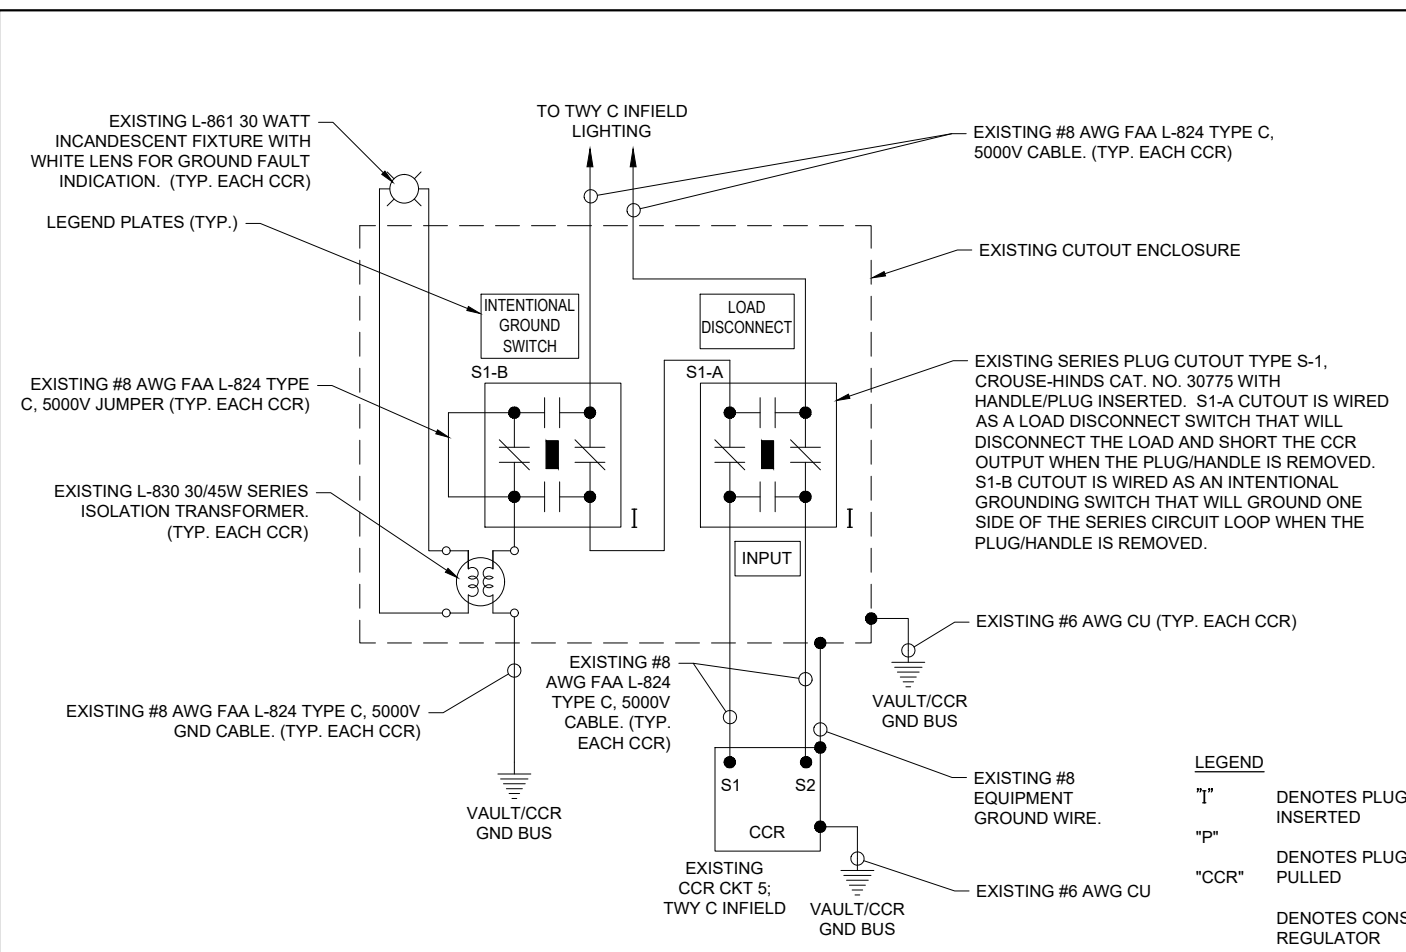 EXISTING L-861 30 WATT
INCANDESCENT FIXTURE WITH
WHITE LENS FOR GROUND FAULT
INDICATION. (TYP. EACH CCR)
TO TWY C INFIELD
LIGHTING
EXISTING #8 AWG FAA L-824 TYPE C,
5000V CABLE. (TYP. EACH CCR)
LEGEND PLATES (TYP.)
EXISTING CUTOUT ENCLOSURE
INTENTIONAL
GROUND
SWITCH
LOAD
DISCONNECT
S1-B
S1-A
EXISTING #8 AWG FAA L-824 TYPE
C, 5000V JUMPER (TYP. EACH CCR)
EXISTING SERIES PLUG CUTOUT TYPE S-1,
CROUSE-HINDS CAT. NO. 30775 WITH
HANDLE/PLUG INSERTED. S1-A CUTOUT IS WIRED
AS A LOAD DISCONNECT SWITCH THAT WILL
DISCONNECT THE LOAD AND SHORT THE CCR
OUTPUT WHEN THE PLUG/HANDLE IS REMOVED.
S1-B CUTOUT IS WIRED AS AN INTENTIONAL
GROUNDING SWITCH THAT WILL GROUND ONE
SIDE OF THE SERIES CIRCUIT LOOP WHEN THE
PLUG/HANDLE IS REMOVED.
EXISTING L-830 30/45W SERIES
ISOLATION TRANSFORMER.
(TYP. EACH CCR)
I
I
INPUT
EXISTING #6 AWG CU (TYP. EACH CCR)
VAULT/CCR
GND BUS
EXISTING #8
AWG FAA L-824
TYPE C, 5000V
CABLE. (TYP.
EACH CCR)
EXISTING #8 AWG FAA L-824 TYPE C, 5000V
GND CABLE. (TYP. EACH CCR)
VAULT/CCR
GND BUS
S1
S2
CCR
EXISTING
CCR CKT 5;
TWY C INFIELD
VAULT/CCR
GND BUS
EXISTING #8
EQUIPMENT
GROUND WIRE.
EXISTING #6 AWG CU
LEGEND
"I" DENOTES PLUG
INSERTED
"P"
DENOTES PLUG
"CCR" PULLED
DENOTES CONS
REGULATOR